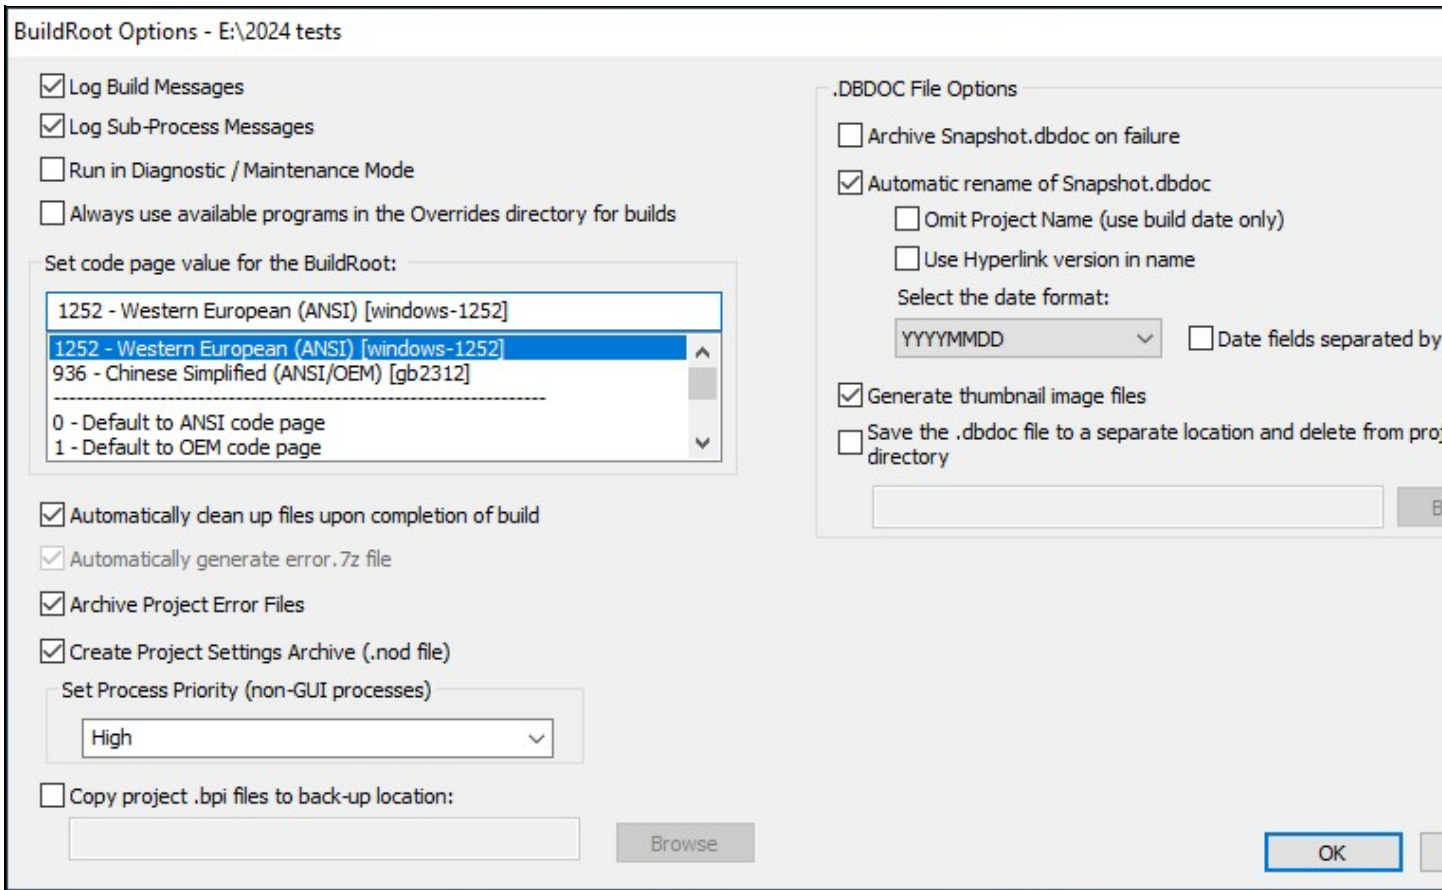 BuildRoot Options - E:\2024 tests
Log Build Messages
Log Sub-Process Messages
Run in Diagnostic / Maintenance Mode
Always use available programs in the Overrides directory for builds
Set code page value for the BuildRoot:
1252 - Western European (ANSI) [windows-1252]
1252 - Western European (ANSI) [windows-1252]
936 - Chinese Simplified (ANSI/OEM) [gb2312]
-----------------------------------------------------------------
0 - Default to ANSI code page
1 - Default to OEM code page
Automatically clean up files upon completion of build
Automatically generate error.7z file
Archive Project Error Files
Create Project Settings Archive (.nod file)
Set Process Priority (non-GUI processes)
High
Copy project .bpi files to back-up location:
Browse
.DBDOC File Options
Archive Snapshot.dbdoc on failure
Automatic rename of Snapshot.dbdoc
Omit Project Name (use build date only)
Use Hyperlink version in name
Select the date format:
YYYYMMDD
Date fields separated by
Generate thumbnail image files
Save the .dbdoc file to a separate location and delete from
directory
OK